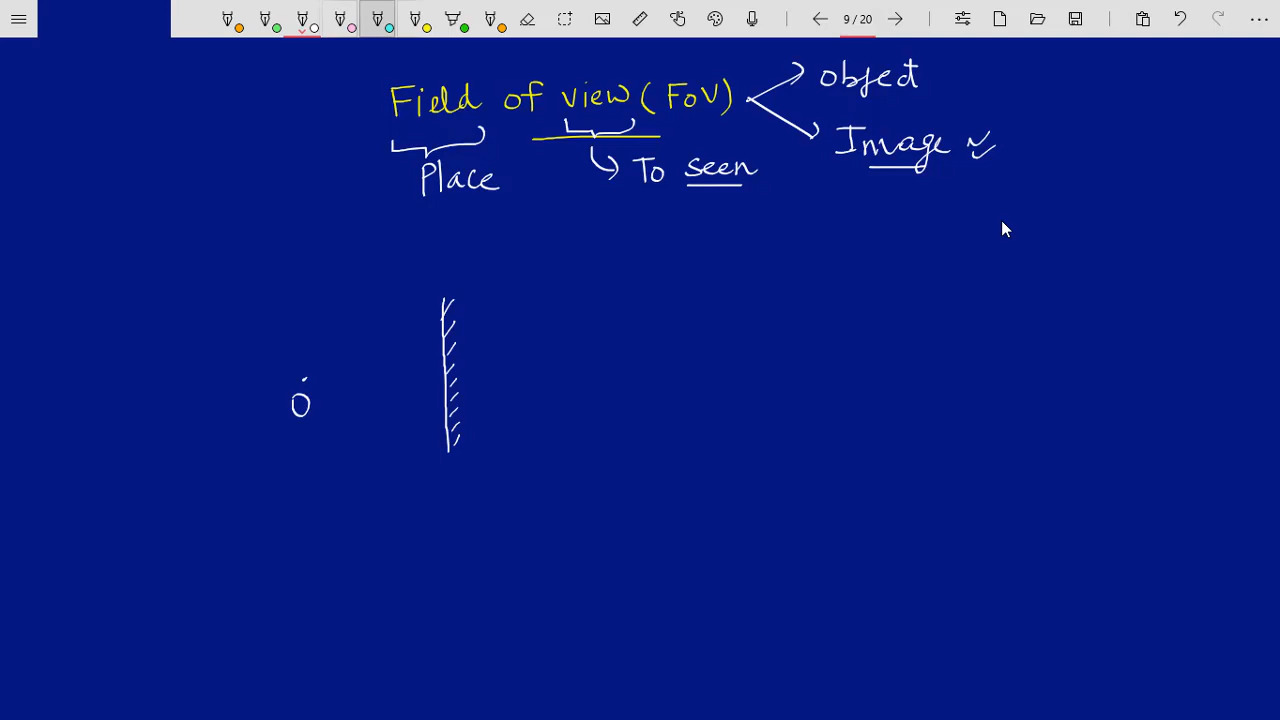 9 / 20
Field of view (FoV)
object
Image
Place
To seen
O